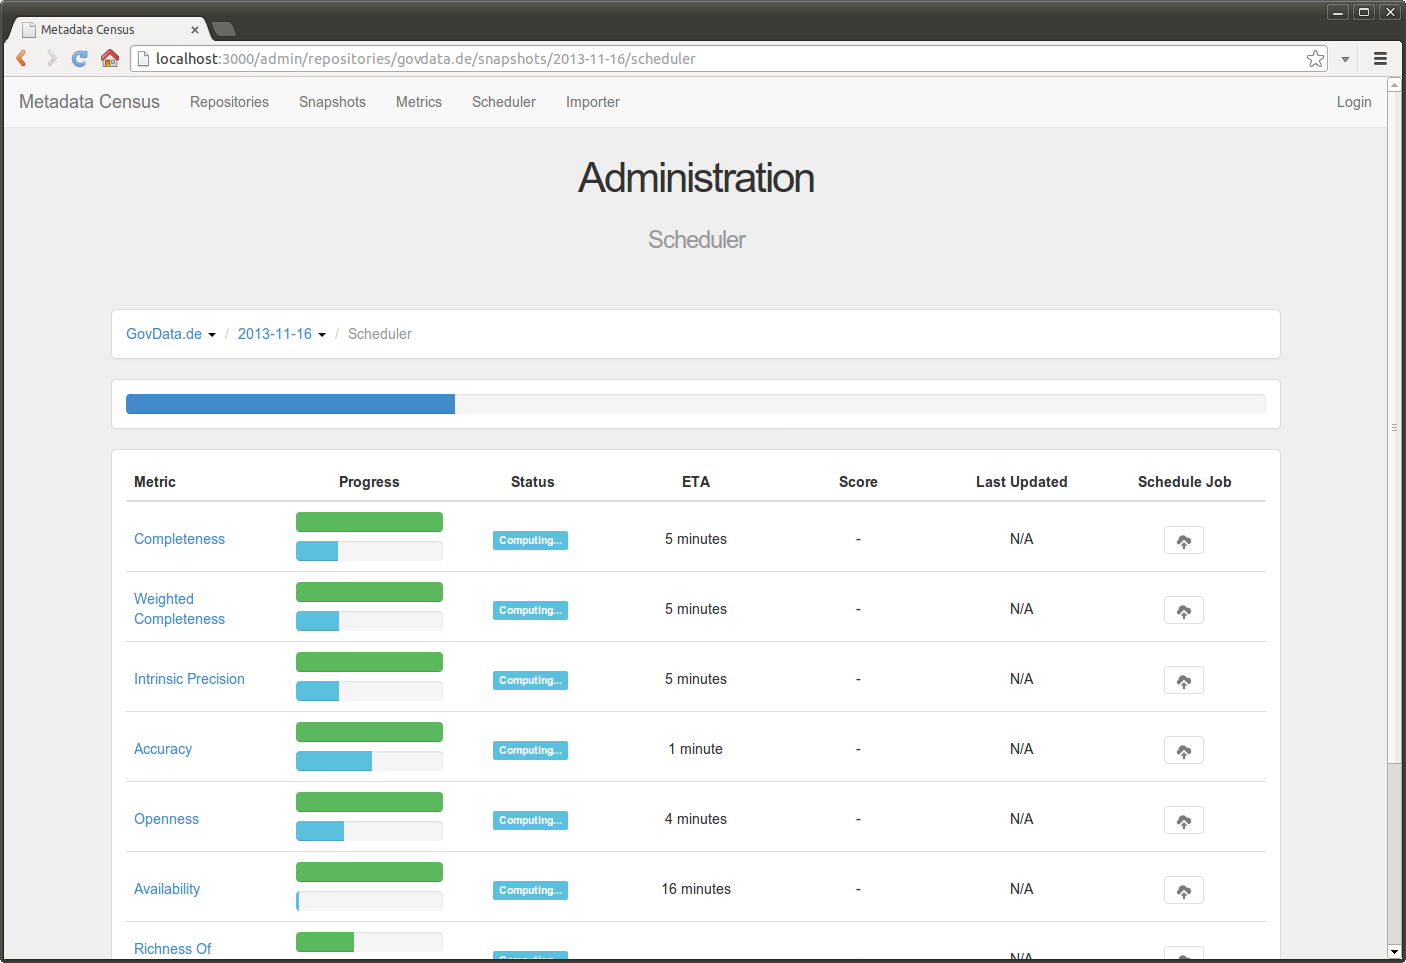 Metadata Census
localhost:3000/admin/repositories/govdata.de/snapshots/2013-11-16/scheduler
Metadata Census Repositories Snapshots Metrics Scheduler Importer Login
Administration
Scheduler
GovData.de / 2013-11-16 / Scheduler
Metric Progress Status ETA Score Last Updated Schedule Job
Completeness Computing... 5 minutes - N/A
Weighted
Completeness Computing... 5 minutes - N/A
Intrinsic Precision Computing... 5 minutes - N/A
Accuracy Computing... 1 minute - N/A
Openness Computing... 4 minutes - N/A
Availability Computing... 16 minutes - N/A
Richness Of
Computing... N/A